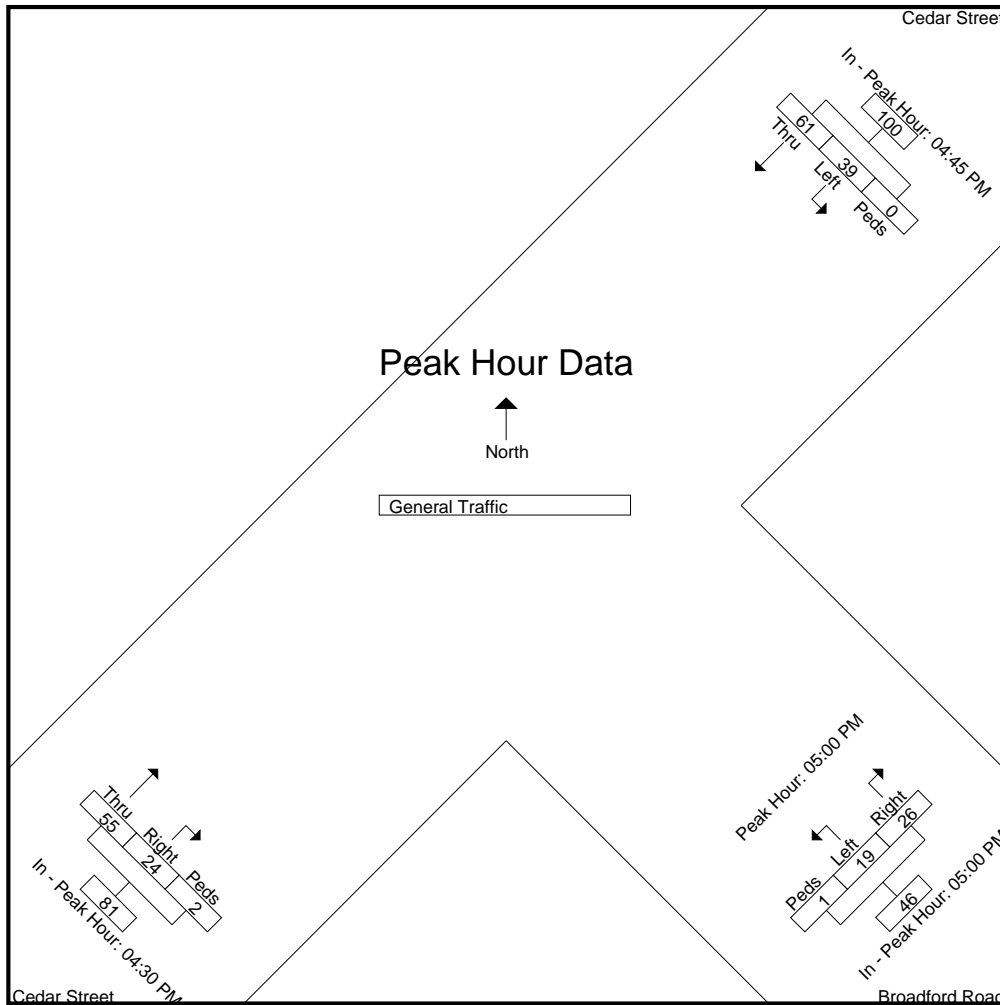 Cedar Street
In - Peak Hour: 04:45 PM
100
61
39
0
Thru
Left
Peds
Peak Hour Data
North
General Traffic
Thru
Right
Peds
55
24
2
81
In - Peak Hour: 04:30 PM
Cedar Street
Peak Hour: 05:00 PM
Peds
Left
Right
1
19
26
46
In - Peak Hour: 05:00 PM
Broadford Road